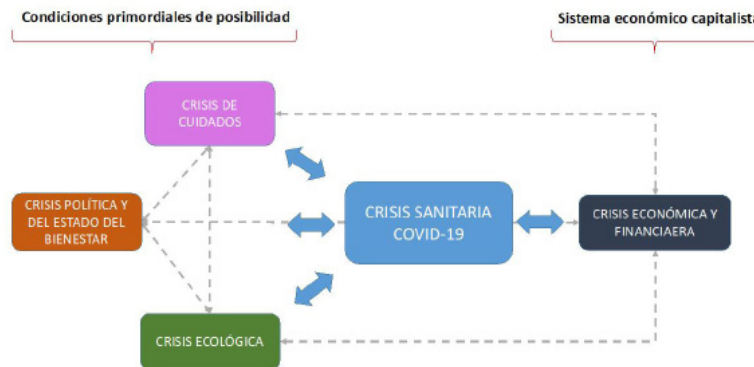 Condiciones primordiales de posibilidad
Sistema económico capitalista
CRISIS DE
CUIDADOS
CRISIS POLÍTICA Y
DEL ESTADO DEL
BIENESTAR
CRISIS SANITARIA
COVID-19
CRISIS ECONÓMICA Y
FINANCIAERA
CRISIS ECOLÓGICA